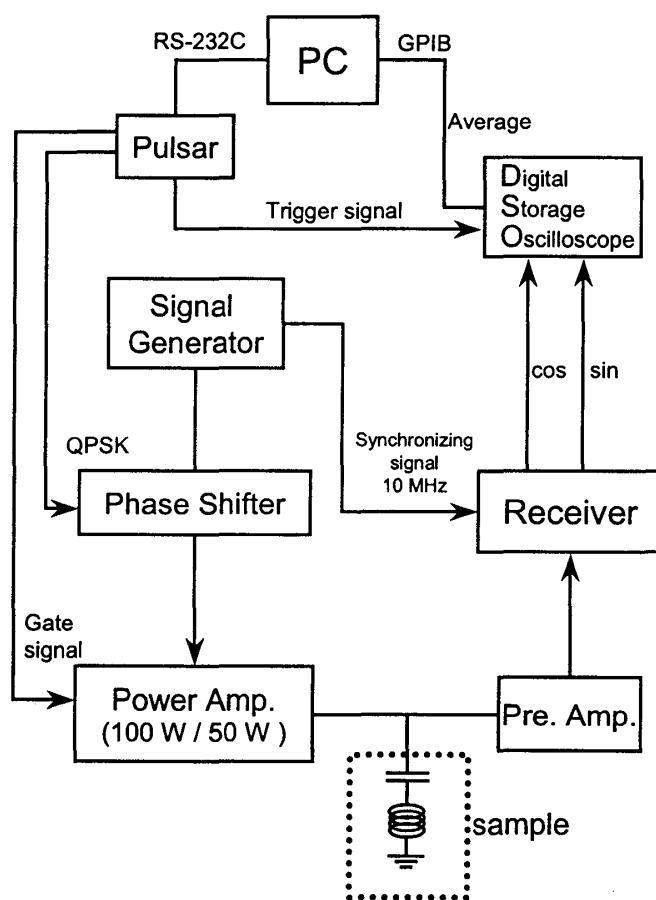 RS-232C
PC
GPIB
Pulsar
Average
Digital
Storage
Oscilloscope
Trigger signal
Signal
Generator
cos
sin
QPSK
Synchronizing
signal
10 MHz
Phase Shifter
Receiver
Gate
signal
Power Amp.
(100 W / 50 W )
Pre. Amp.
sample